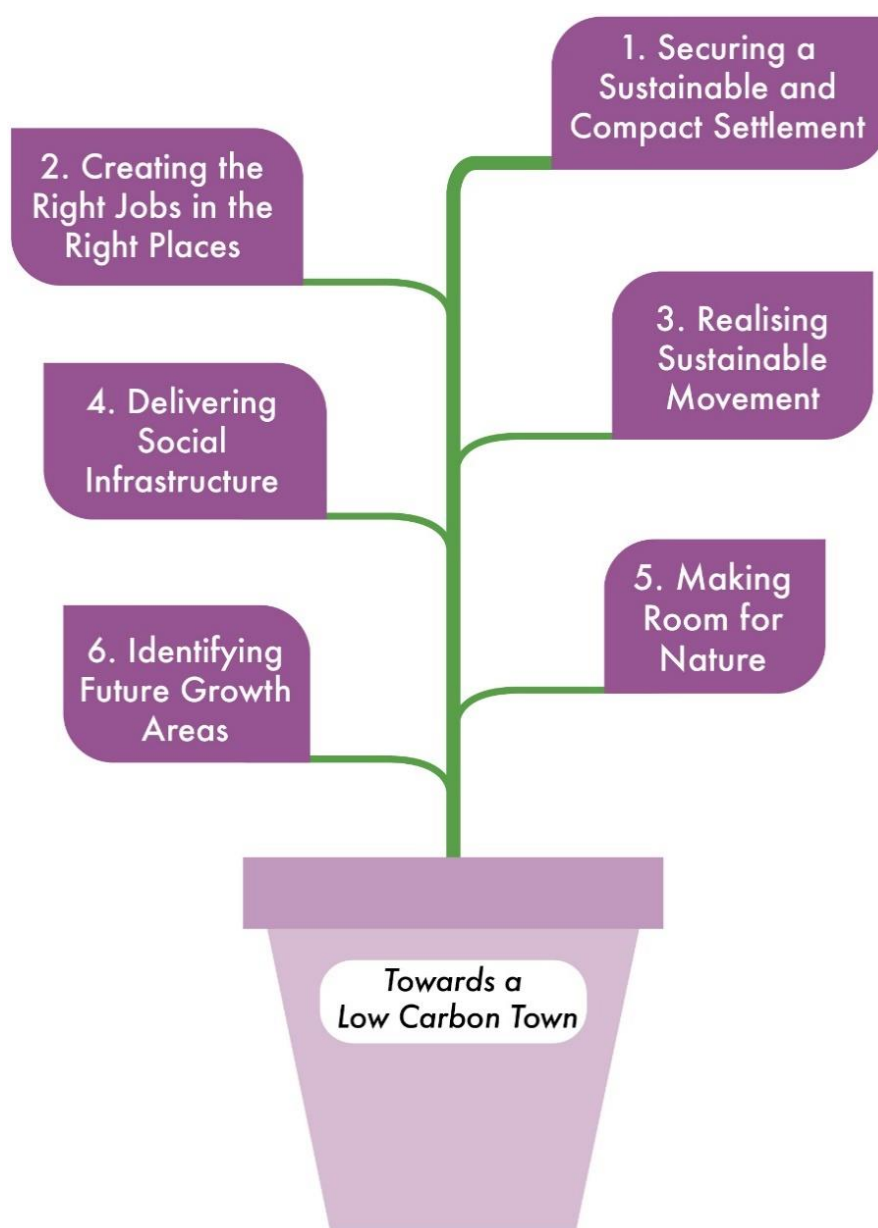 1. Securing a
Sustainable and
Compact Settlement
2. Creating the
Right Jobs in the
Right Places
3. Realising
Sustainable
Movement
4. Delivering
Social
Infrastructure
5. Making
Room for
Nature
6. Identifying
Future Growth
Areas
Towards a
Low Carbon Town